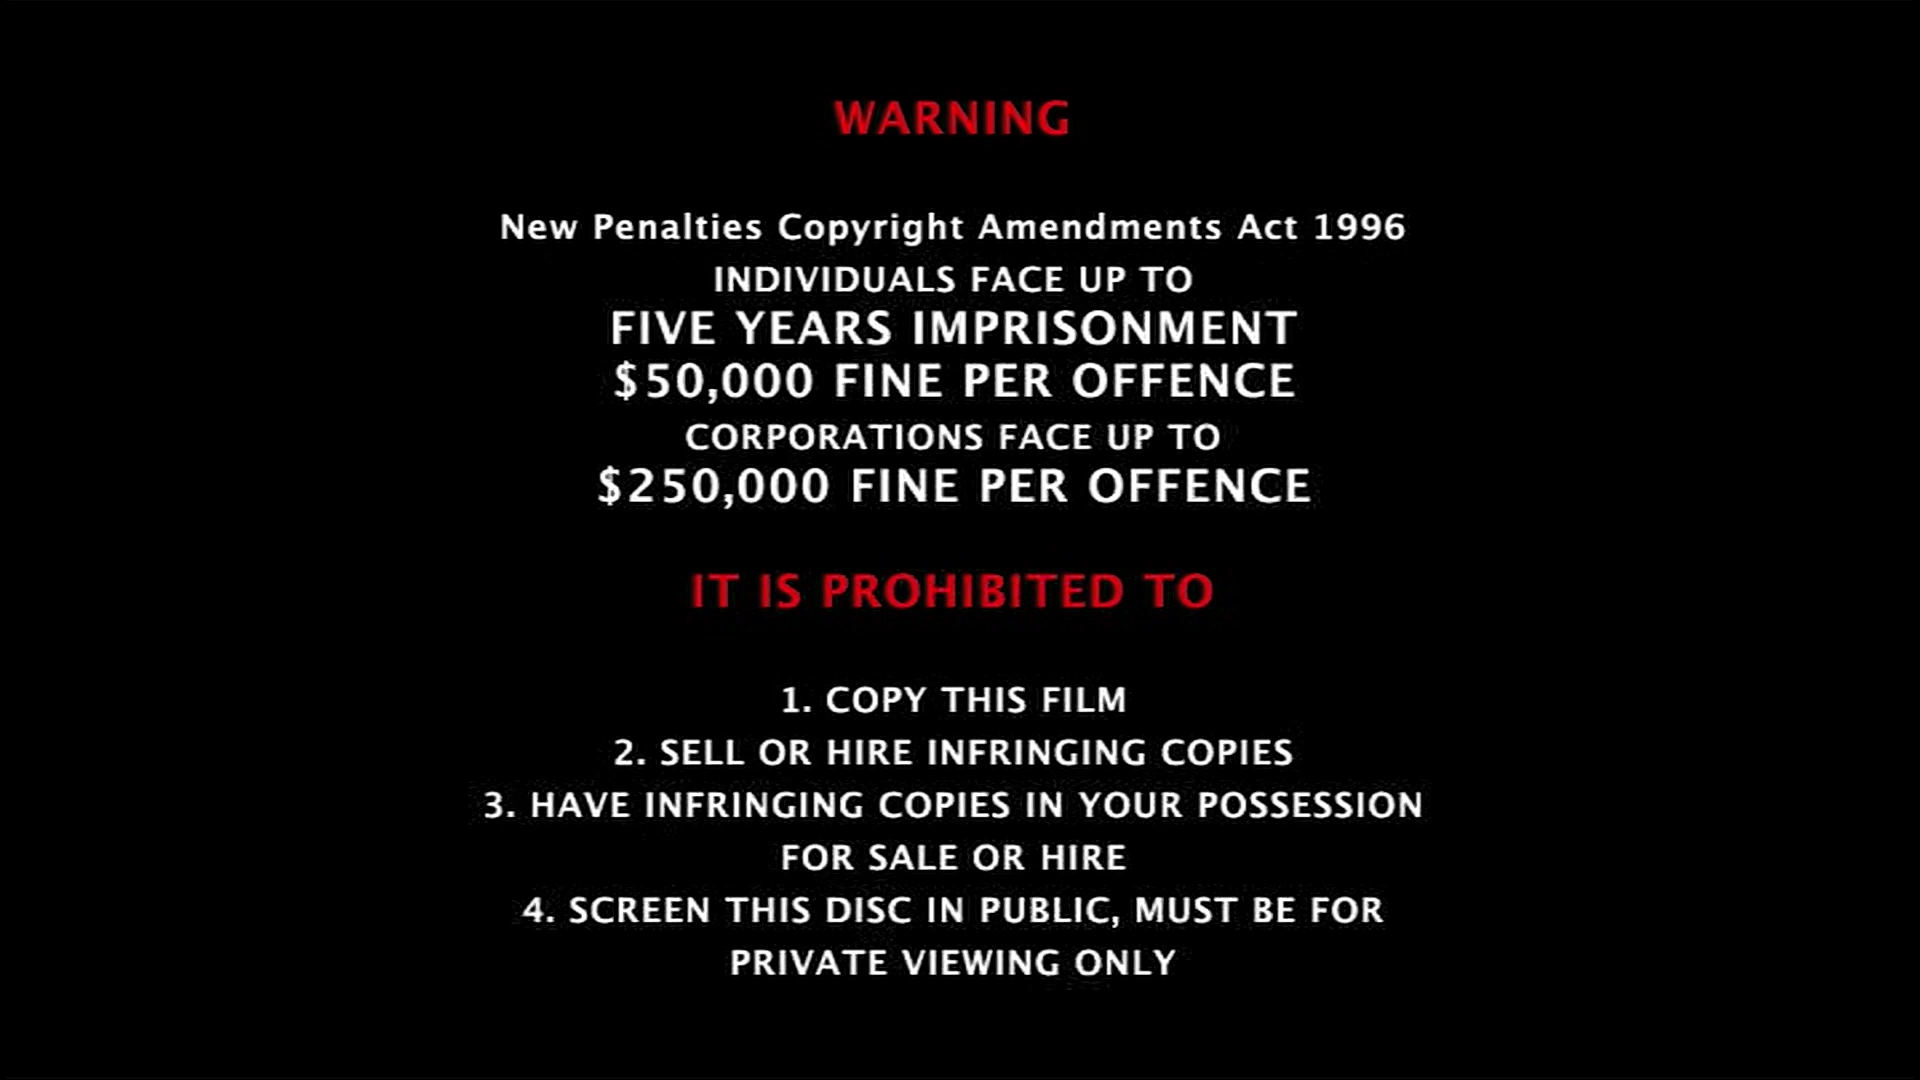 WARNING
New Penalties Copyright Amendments Act 1996
INDIVIDUALS FACE UP TO
FIVE YEARS IMPRISONMENT
$50,000 FINE PER OFFENCE
CORPORATIONS FACE UP TO
$250,000 FINE PER OFFENCE
IT IS PROHIBITED TO
1. COPY THIS FILM
2. SELL OR HIRE INFRINGING COPIES
3. HAVE INFRINGING COPIES IN YOUR POSSESSION
FOR SALE OR HIRE
4. SCREEN THIS DISC IN PUBLIC, MUST BE FOR
PRIVATE VIEWING ONLY